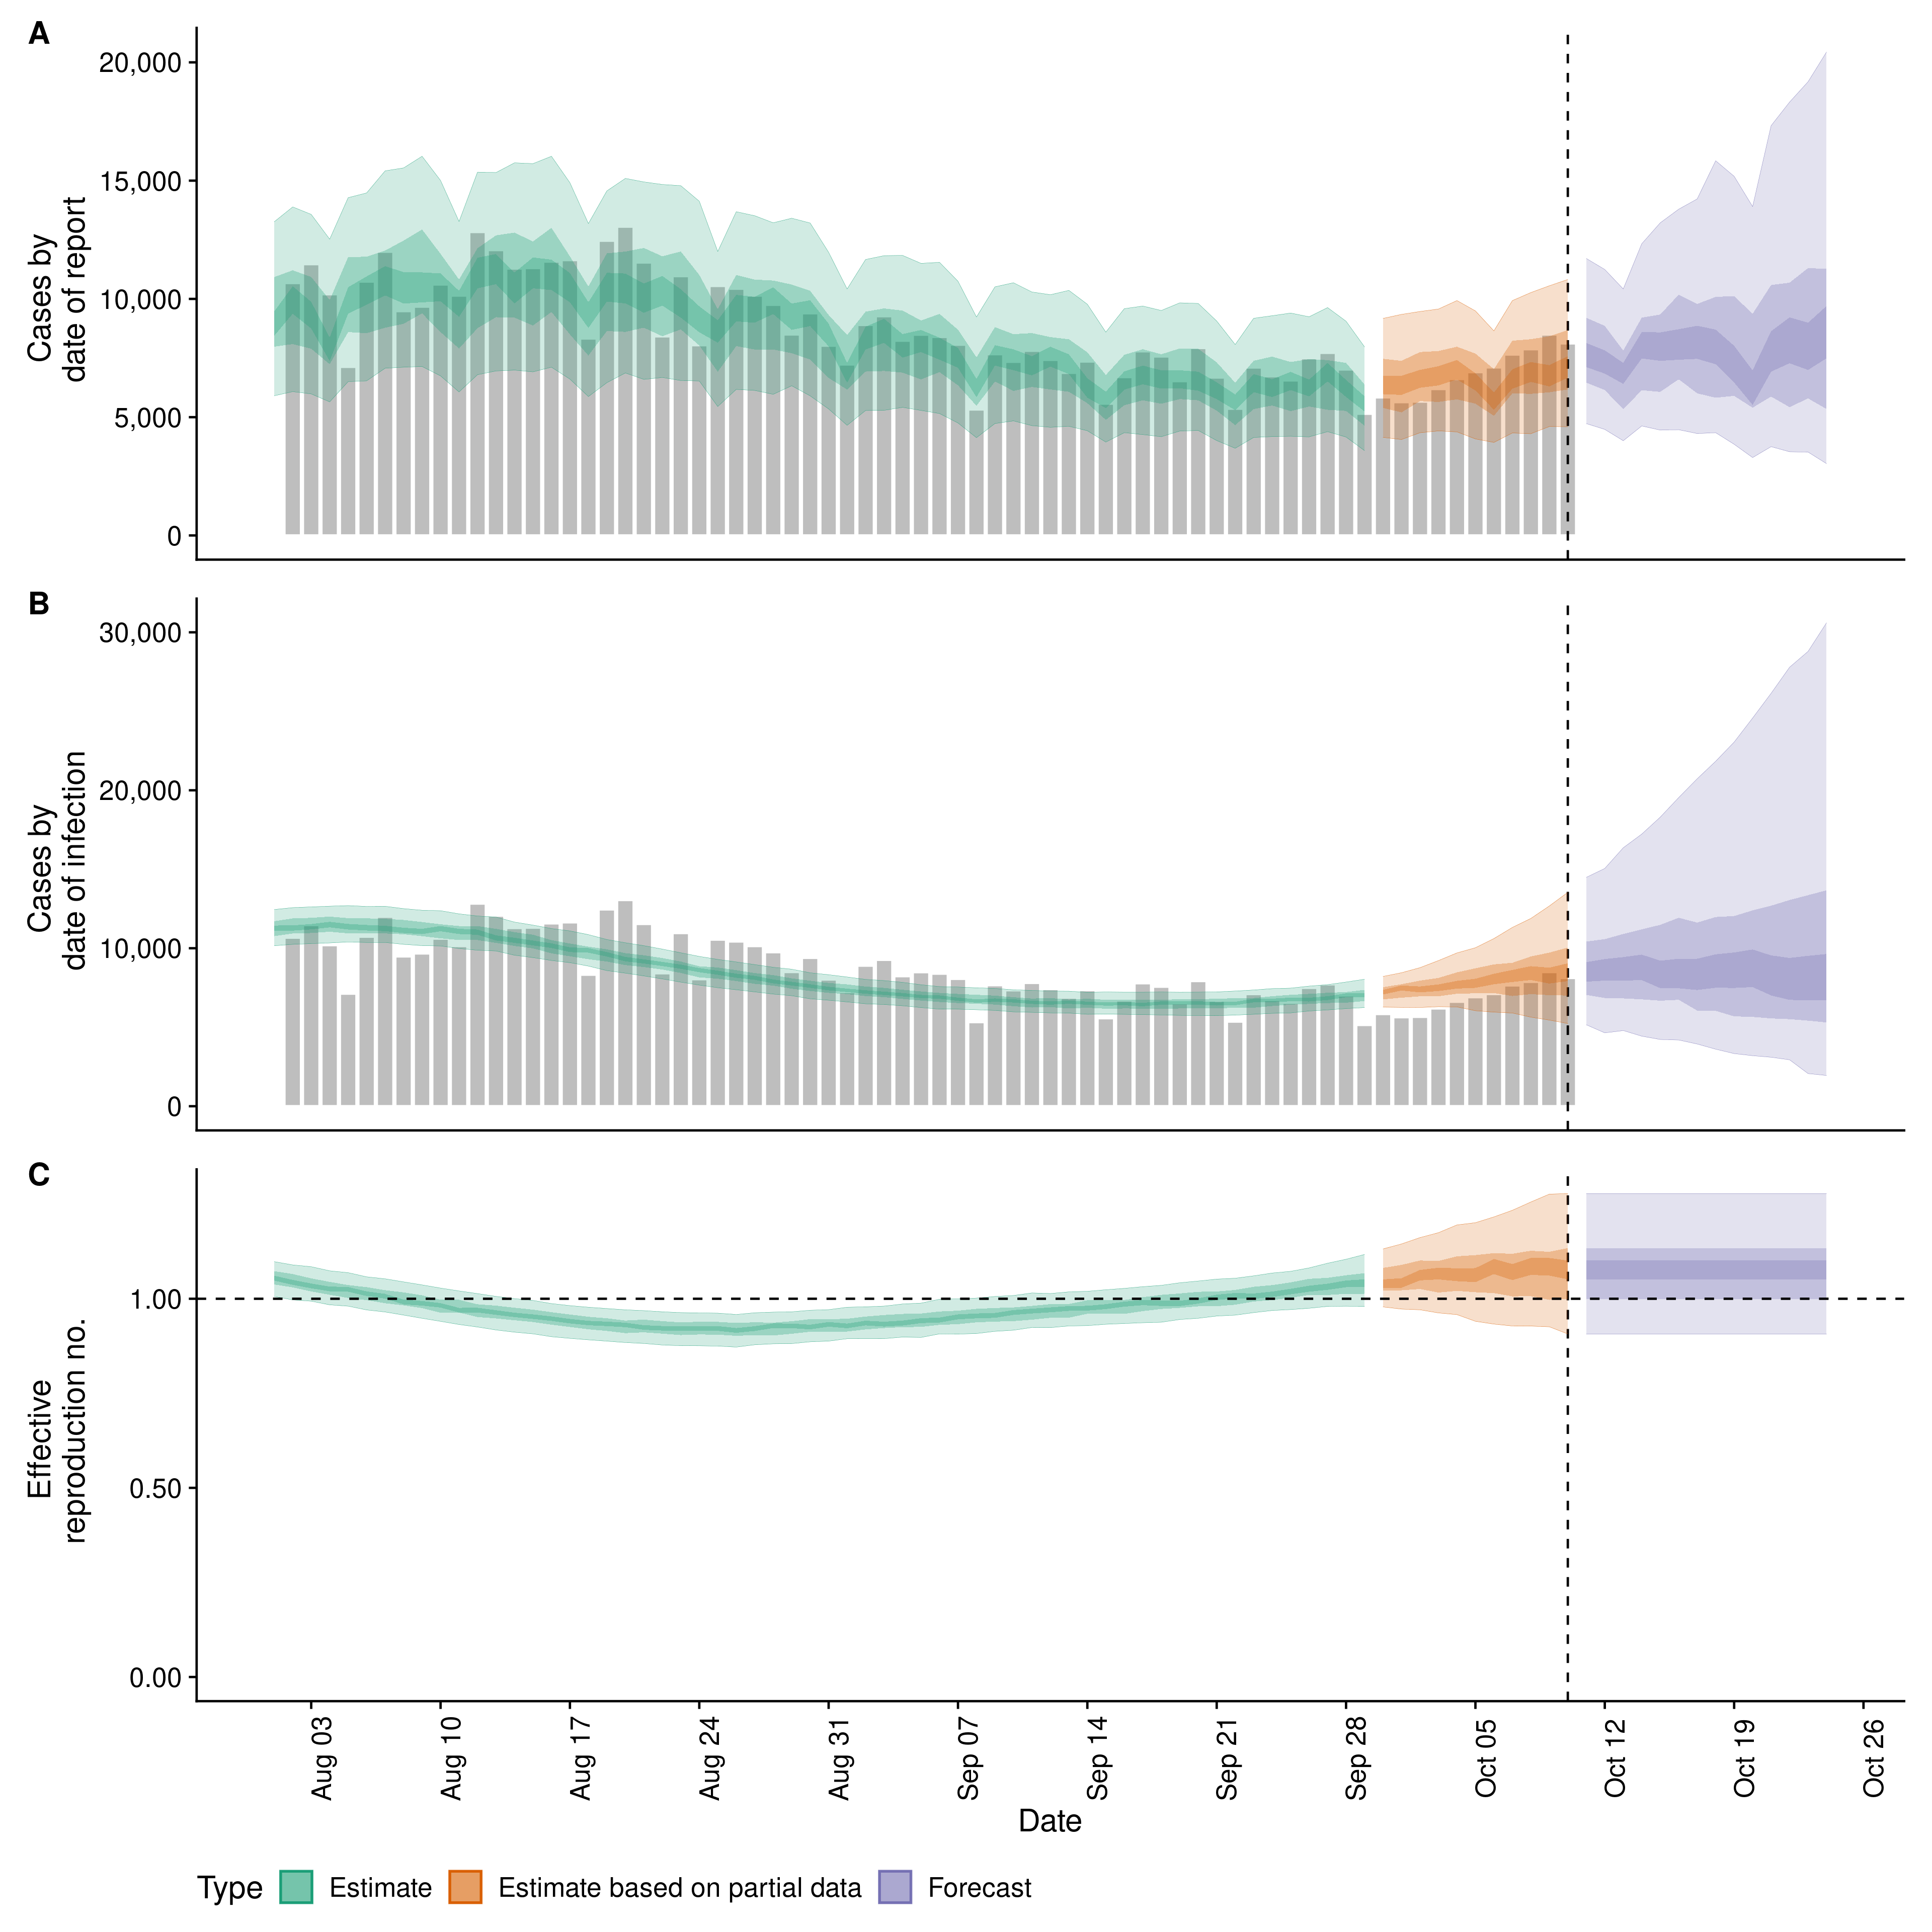 A
20,000
15,000
10,000
5,000
0
Cases by
date of report
B
30,000
20,000
10,000
0
Cases by
date of infection
C
1.00
0.50
0.00
Effective
reproduction no.
Aug 03
Aug 10
Aug 17
Aug 24
Aug 31
Sep 07
Sep 14
Sep 21
Sep 28
Oct 05
Oct 12
Oct 19
Oct 26
Date
Type Estimate Estimate based on partial data Forecast